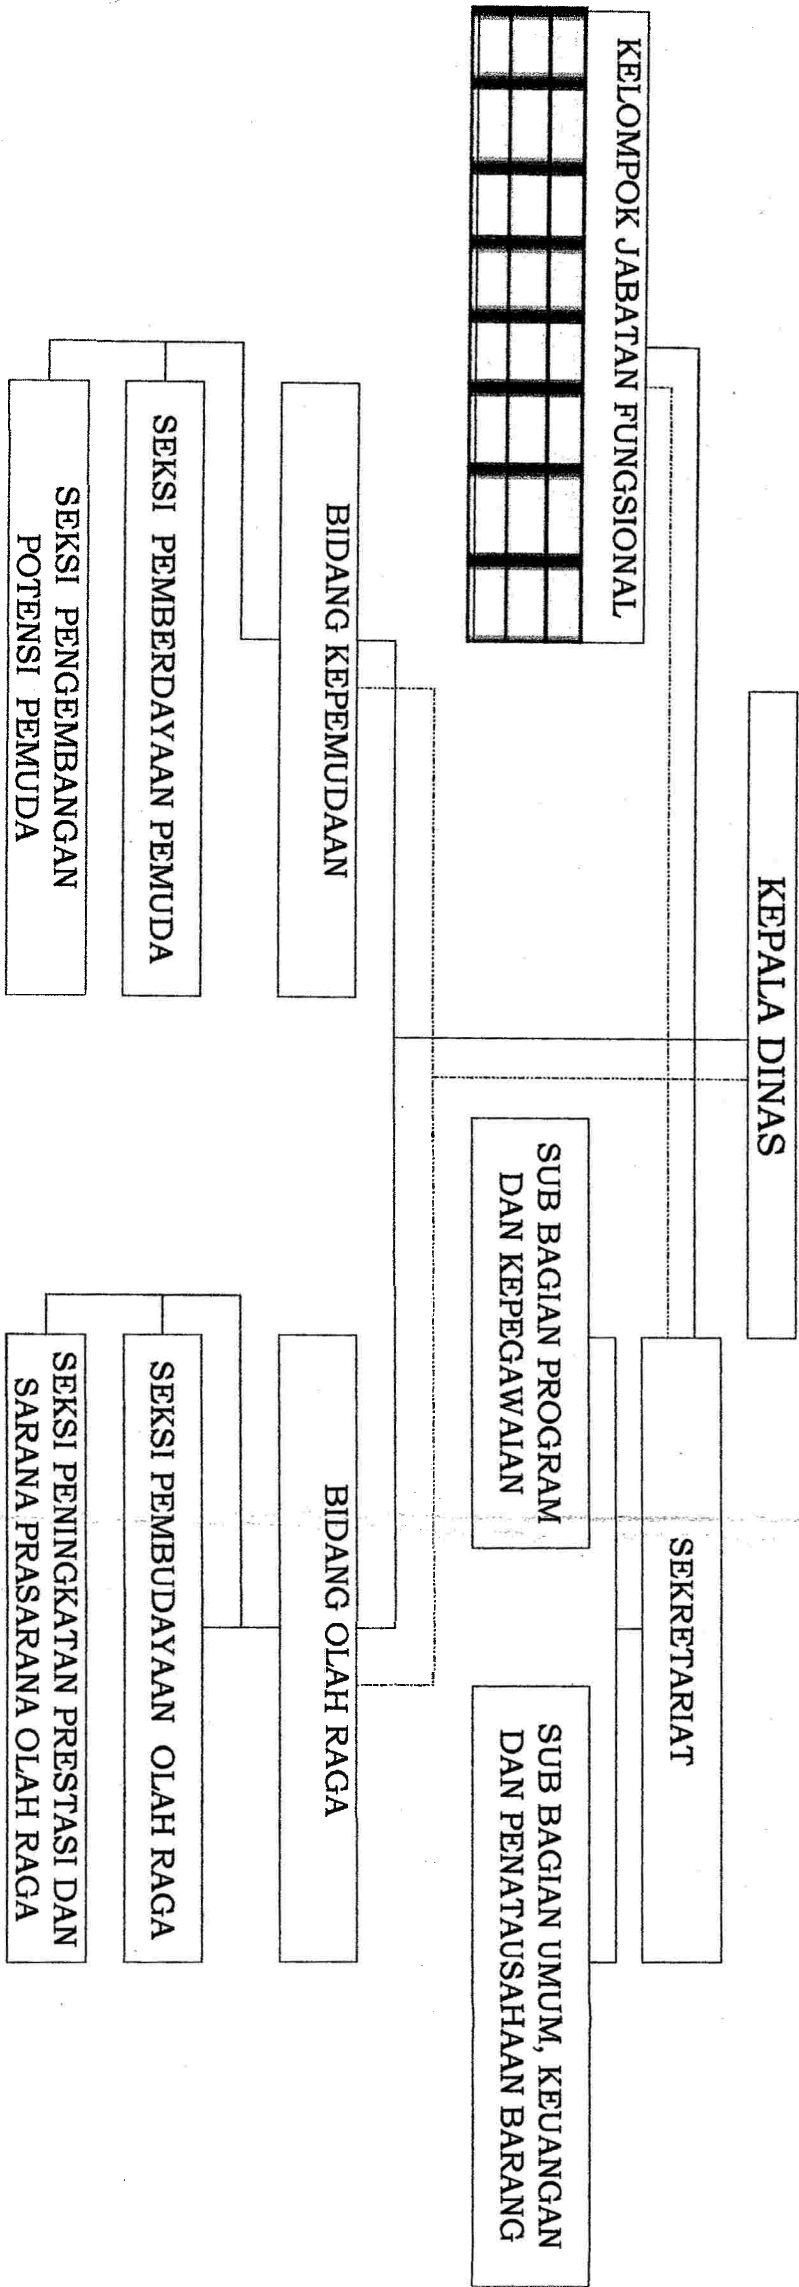 KEPALA DINAS
KELOMPOK JABATAN FUNGSIONAL
SEKRETARIAT
SUB BAGIAN PROGRAM
DAN KEPEGAWAIAN
SUB BAGIAN UMUM, KEUANGAN
DAN PENATAUSAHAAN BARANG
BIDANG KEPEMUDAAN
BIDANG OLAH RAGA
SEKSI PEMBERDAYAAN PEMUDA
SEKSI PEMBUDAYAAN OLAH RAGA
SEKSI PENGEMBANGAN
POTENSI PEMUDA
SEKSI PENINGKATAN PRESTASI DAN
SARANA PRASARANA OLAH RAGA